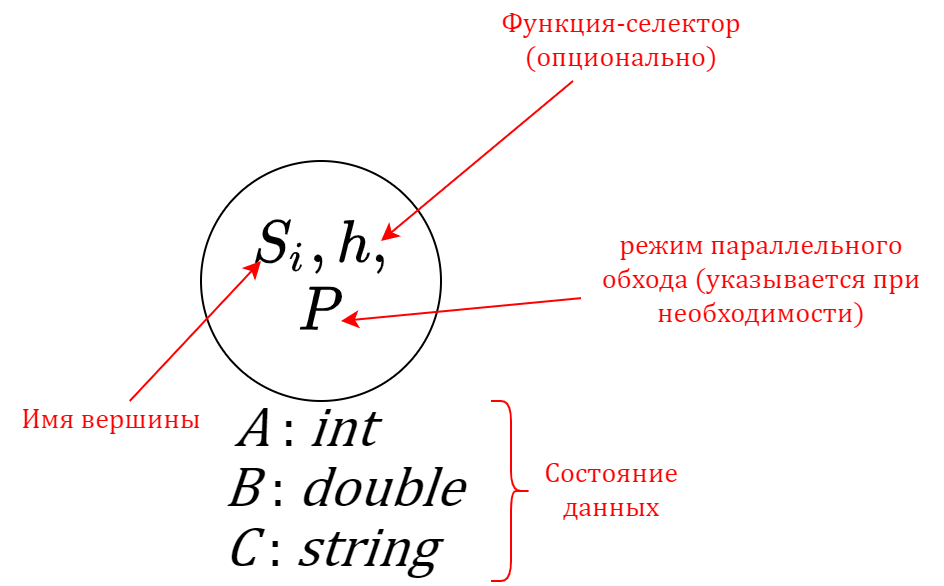 Функция-селектор
(опционально)
S_i, h,
P
режим параллельного
обхода (указывается при
необходимости)
Имя вершины
A : int
B : double
C : string
Состояние
данных